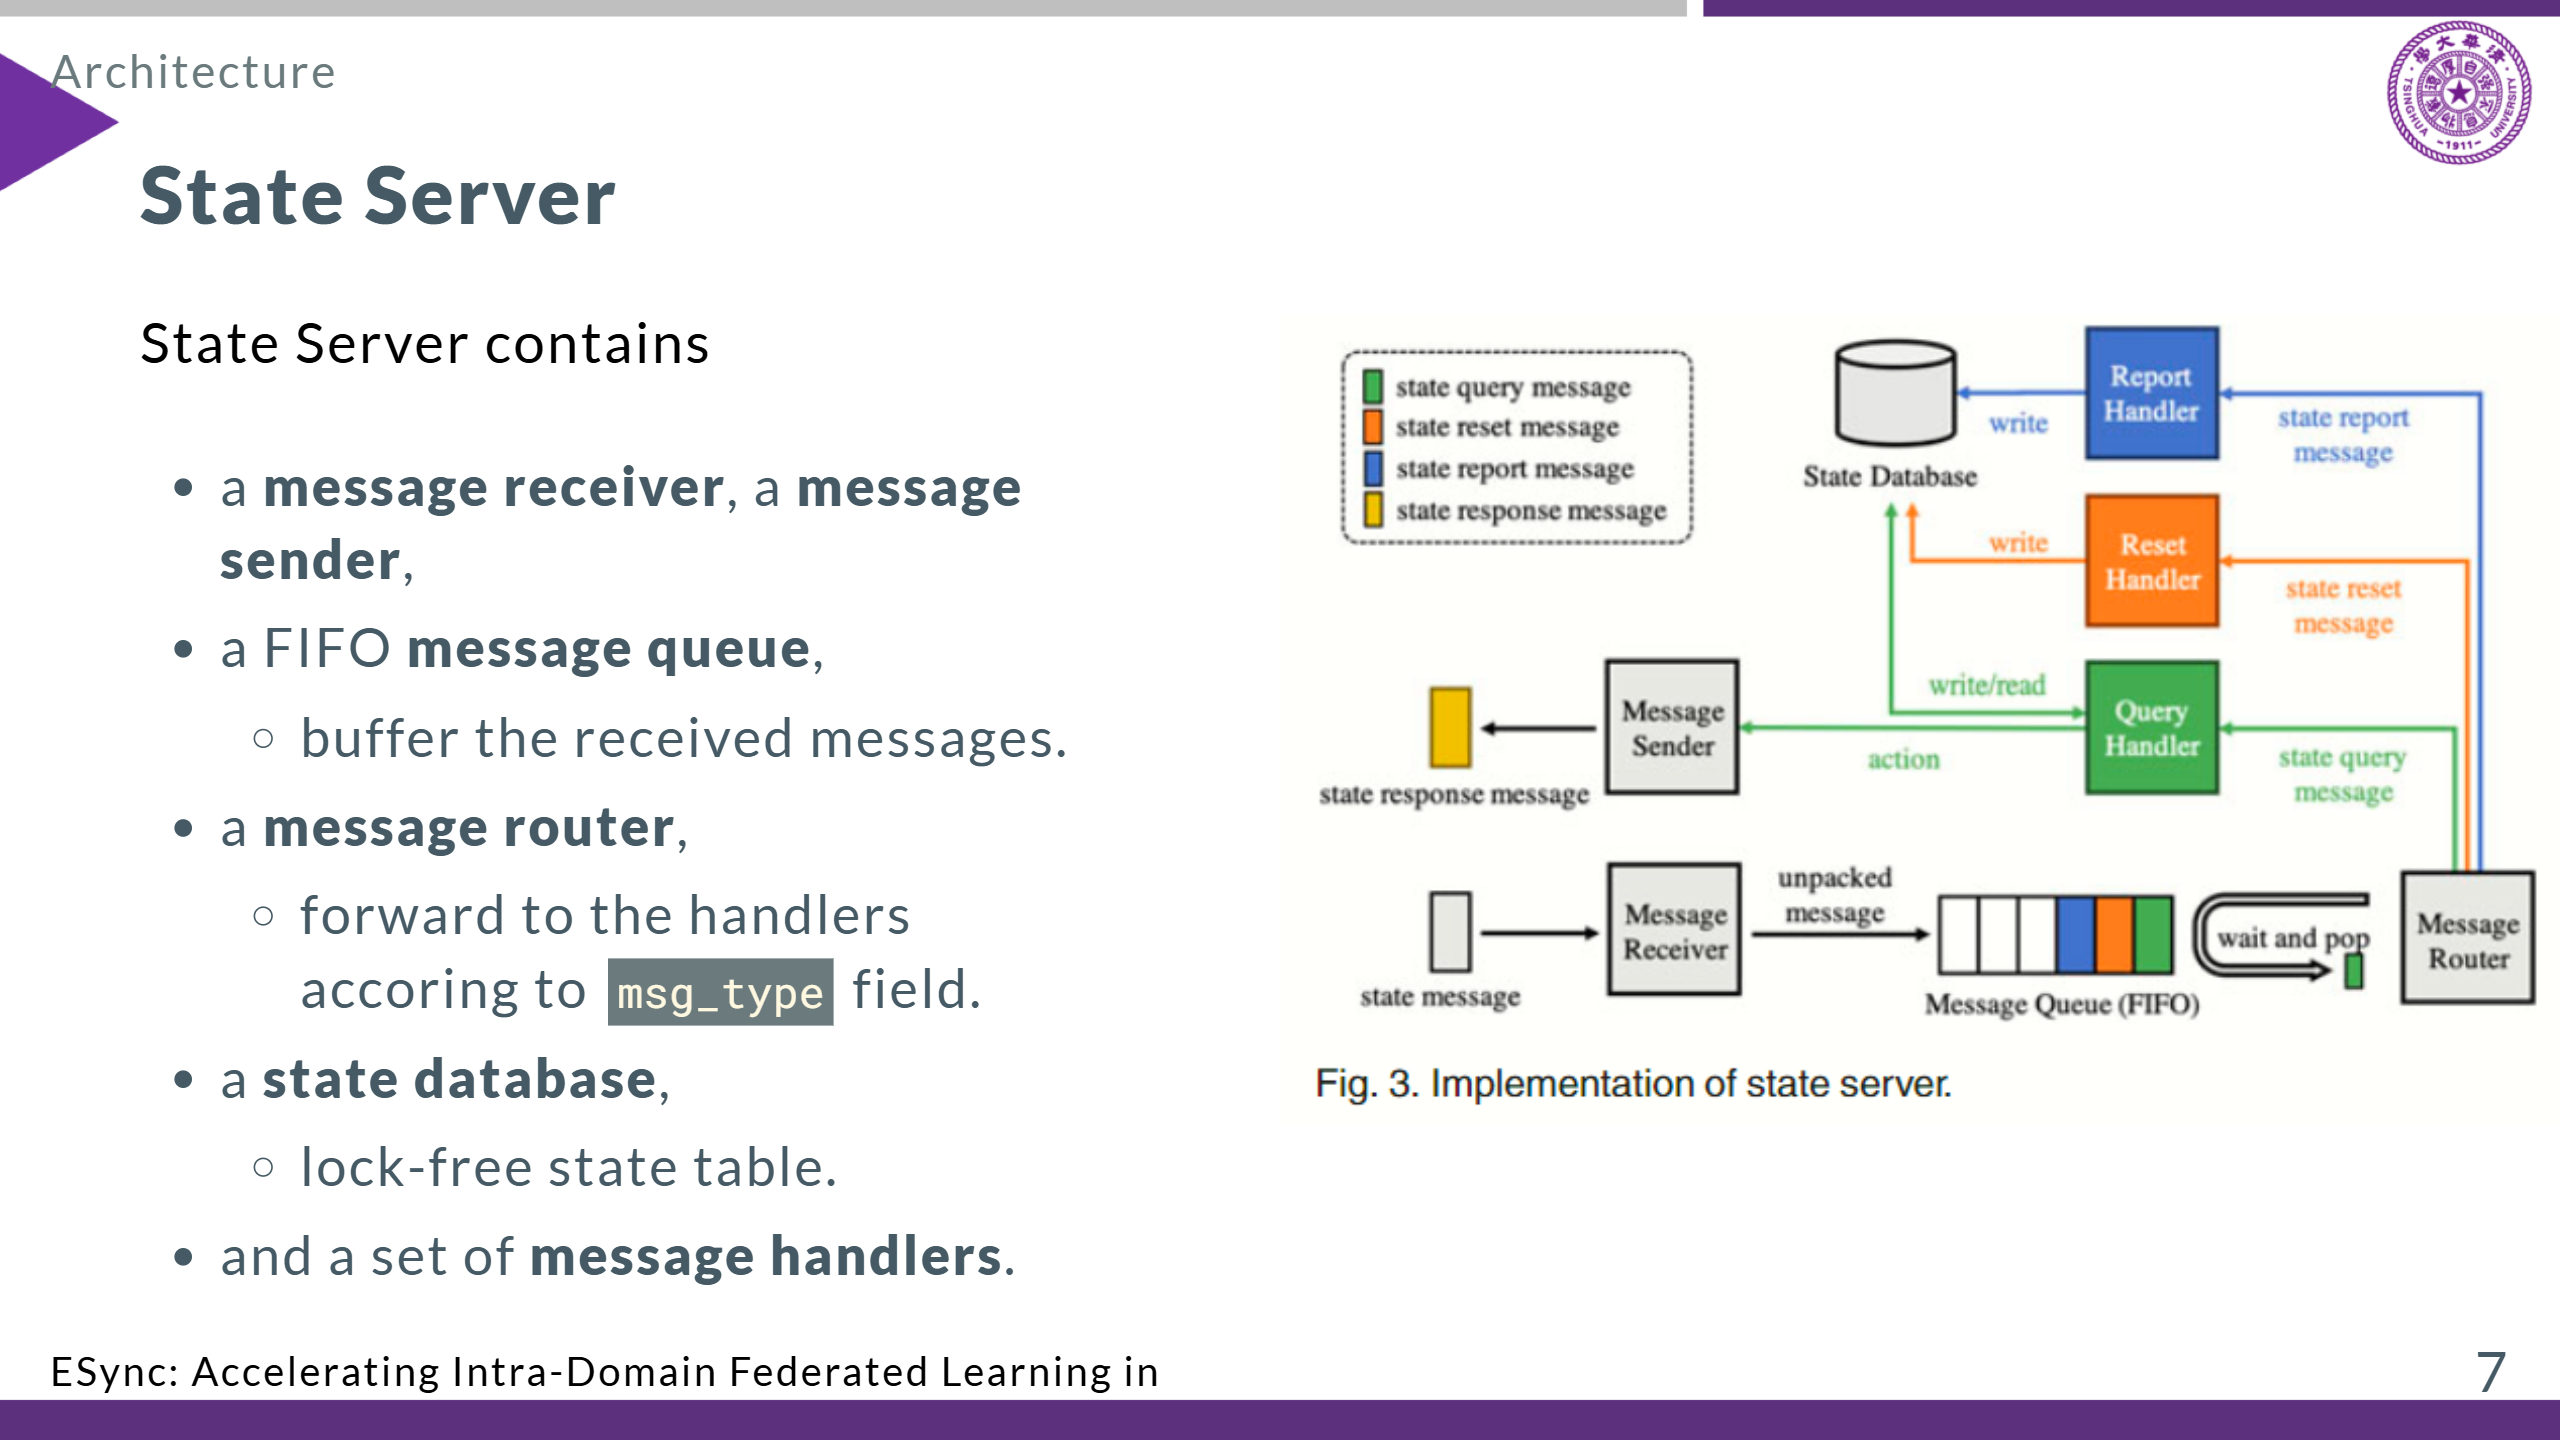 Architecture
State Server
State Server contains
a message receiver, a message
sender,
a FIFO message queue,
buffer the received messages.
a message router,
forward to the handlers
accoring to msg_type field.
a state database,
lock-free state table.
and a set of message handlers.
state query message
state reset message
state report message
state response message
State Database
write
Report
Handler
state report
message
write
Reset
Handler
state reset
message
write/read
Query
Handler
state query
message
action
Message
Sender
state response message
state message
Message
Receiver
unpacked
message
Message Queue (FIFO)
wait and pop
Message
Router
Fig. 3. Implementation of state server.
ESync: Accelerating Intra-Domain Federated Learning in
7
TSINGHUA UNIVERSITY
-1911-